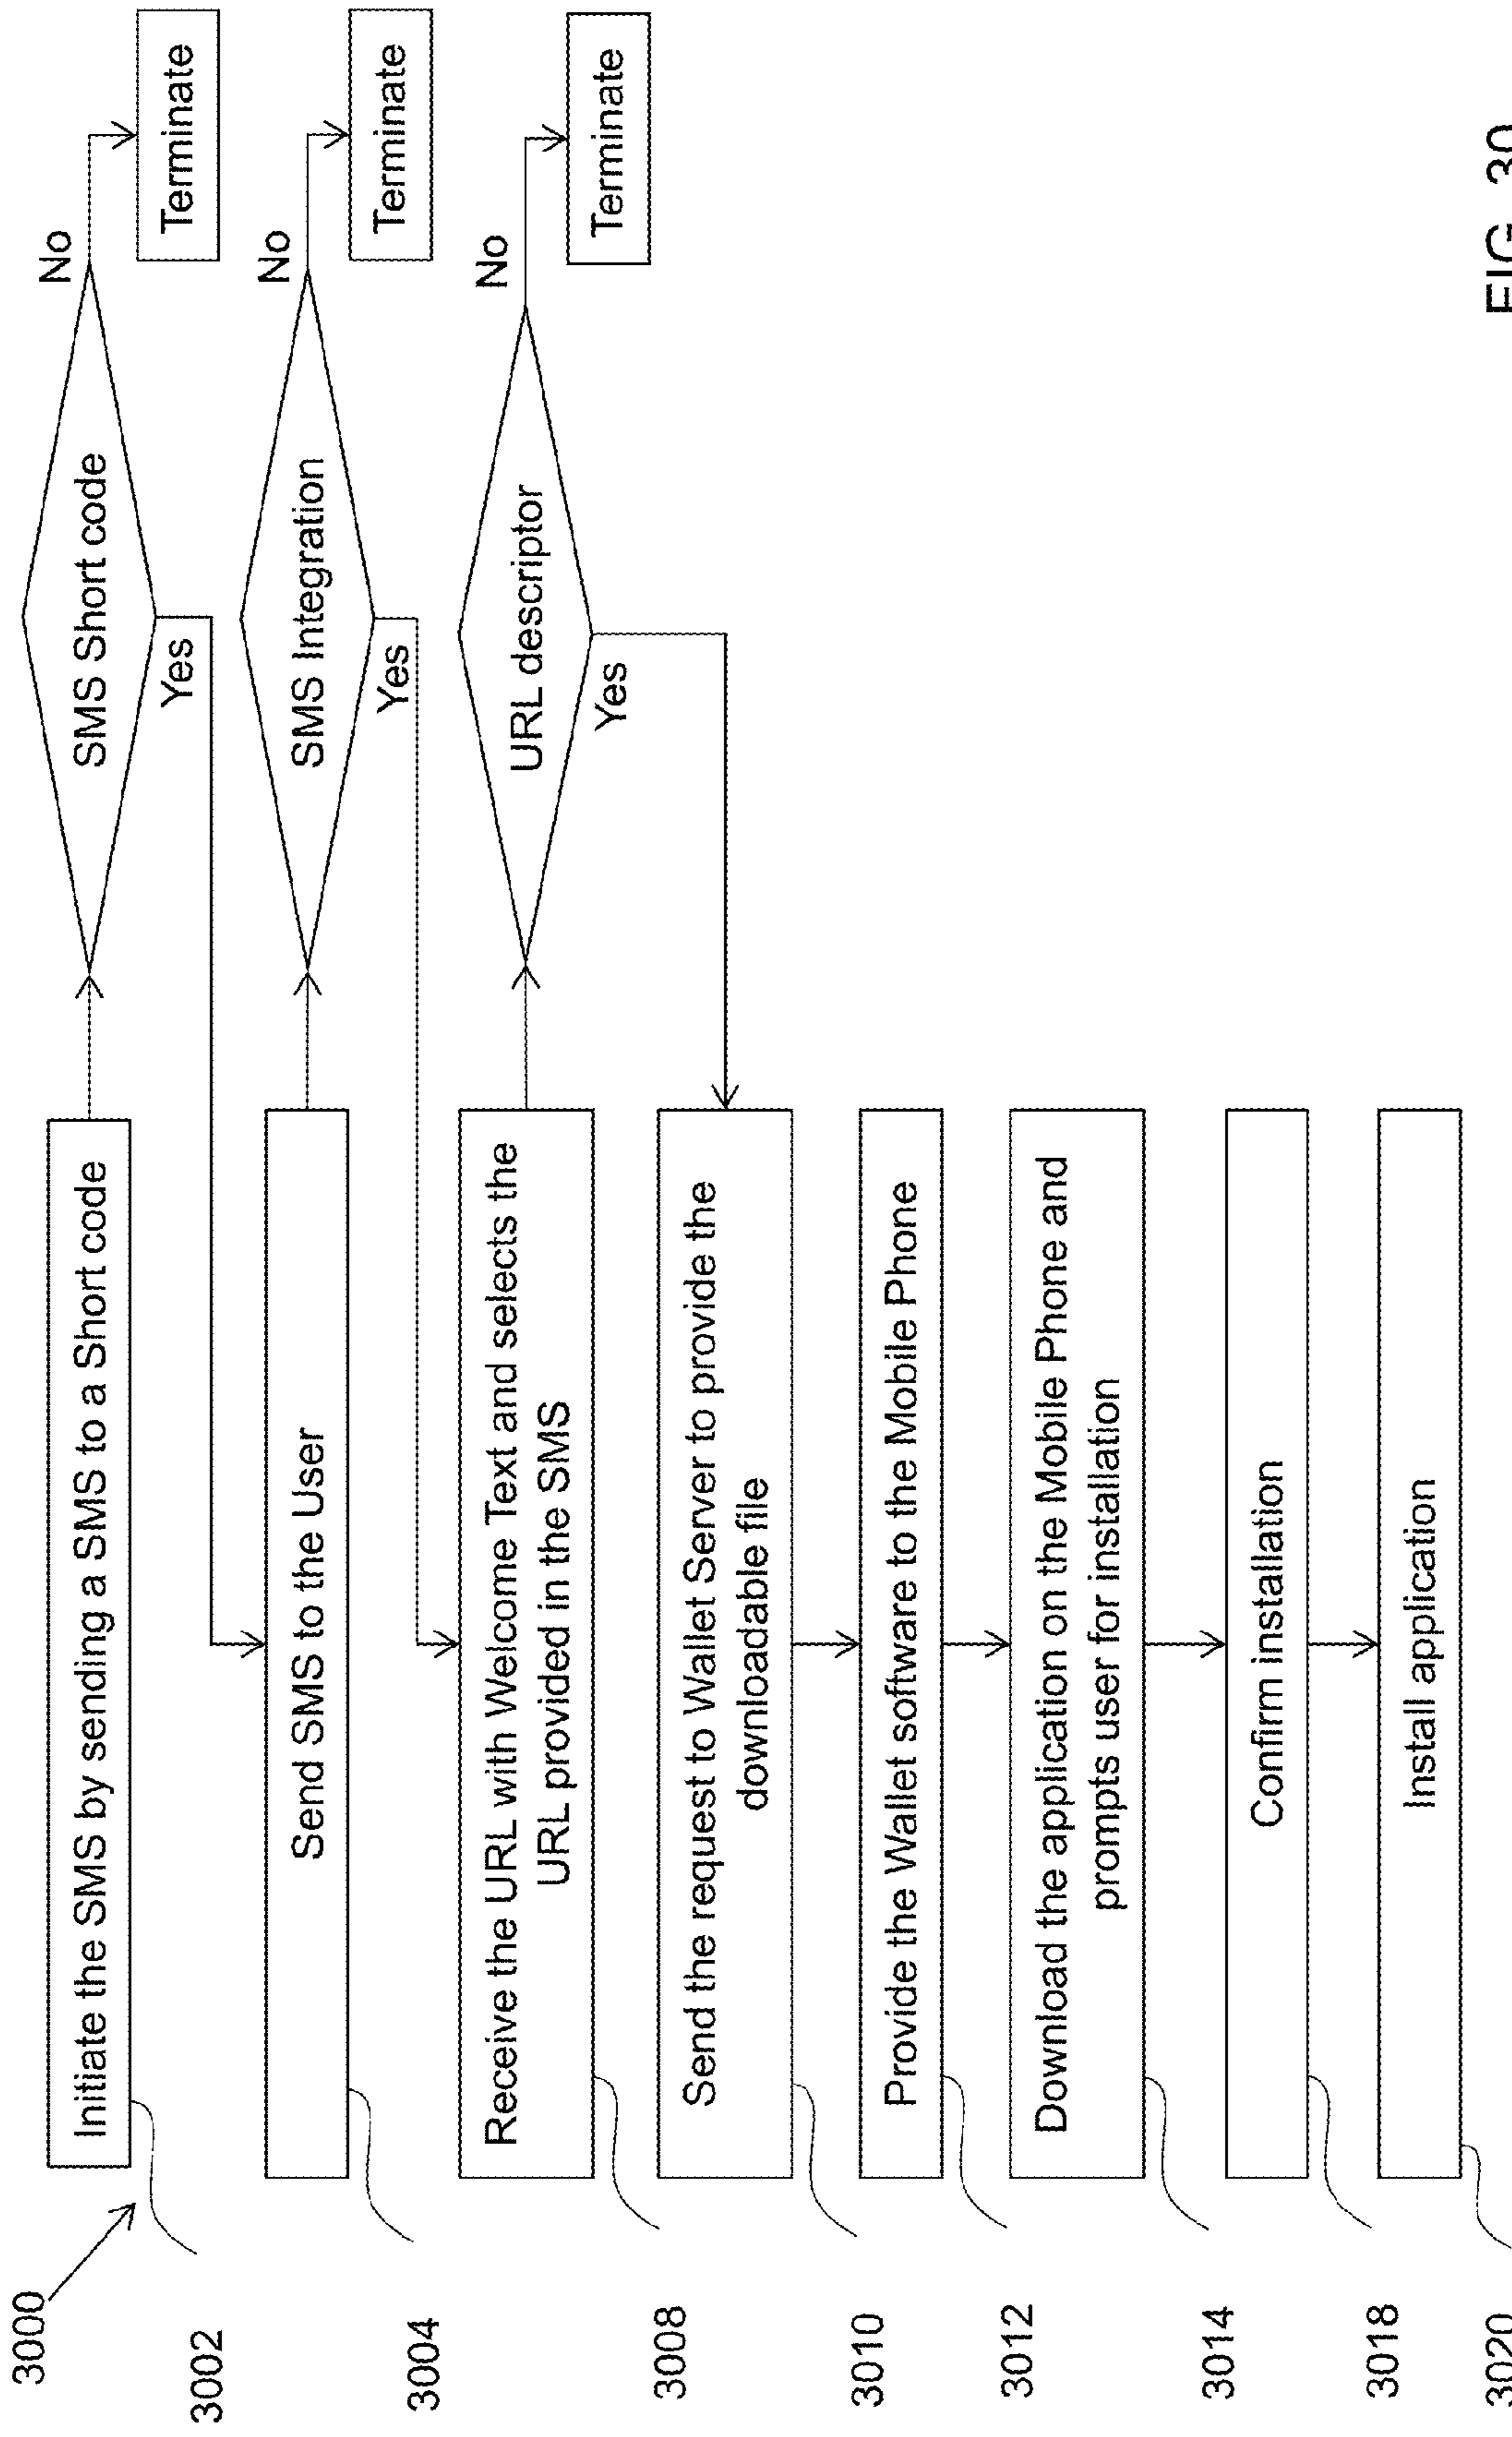 3000
3002
Initiate the SMS by sending a SMS to a Short code
SMS Short code
No
Terminate
Yes
3004
Send SMS to the User
SMS Integration
No
Terminate
Yes
3008
Receive the URL with Welcome Text and selects the
URL provided in the SMS
URL descriptor
No
Terminate
Yes
3010
Send the request to Wallet Server to provide the
downloadable file
3012
Provide the Wallet software to the Mobile Phone
3014
Download the application on the Mobile Phone and
prompts user for installation
3018
Confirm installation
3020
Install application
FIG. 30